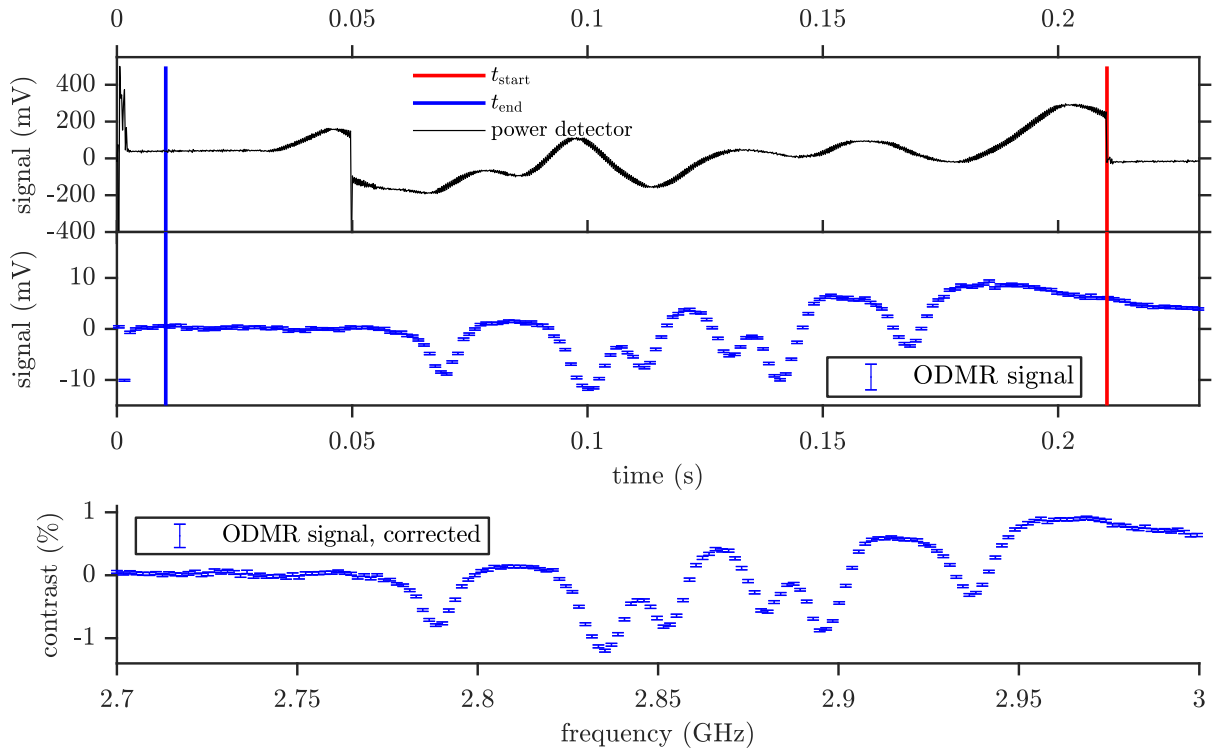 0 0.05 0.1 0.15 0.2
400
200
0
-200
-400
signal (mV)
t_start
t_end
power detector
10
0
-10
signal (mV)
ODMR signal
0 0.05 0.1 0.15 0.2
time (s)
1
0
-1
contrast (%)
ODMR signal, corrected
2.7 2.75 2.8 2.85 2.9 2.95 3
frequency (GHz)